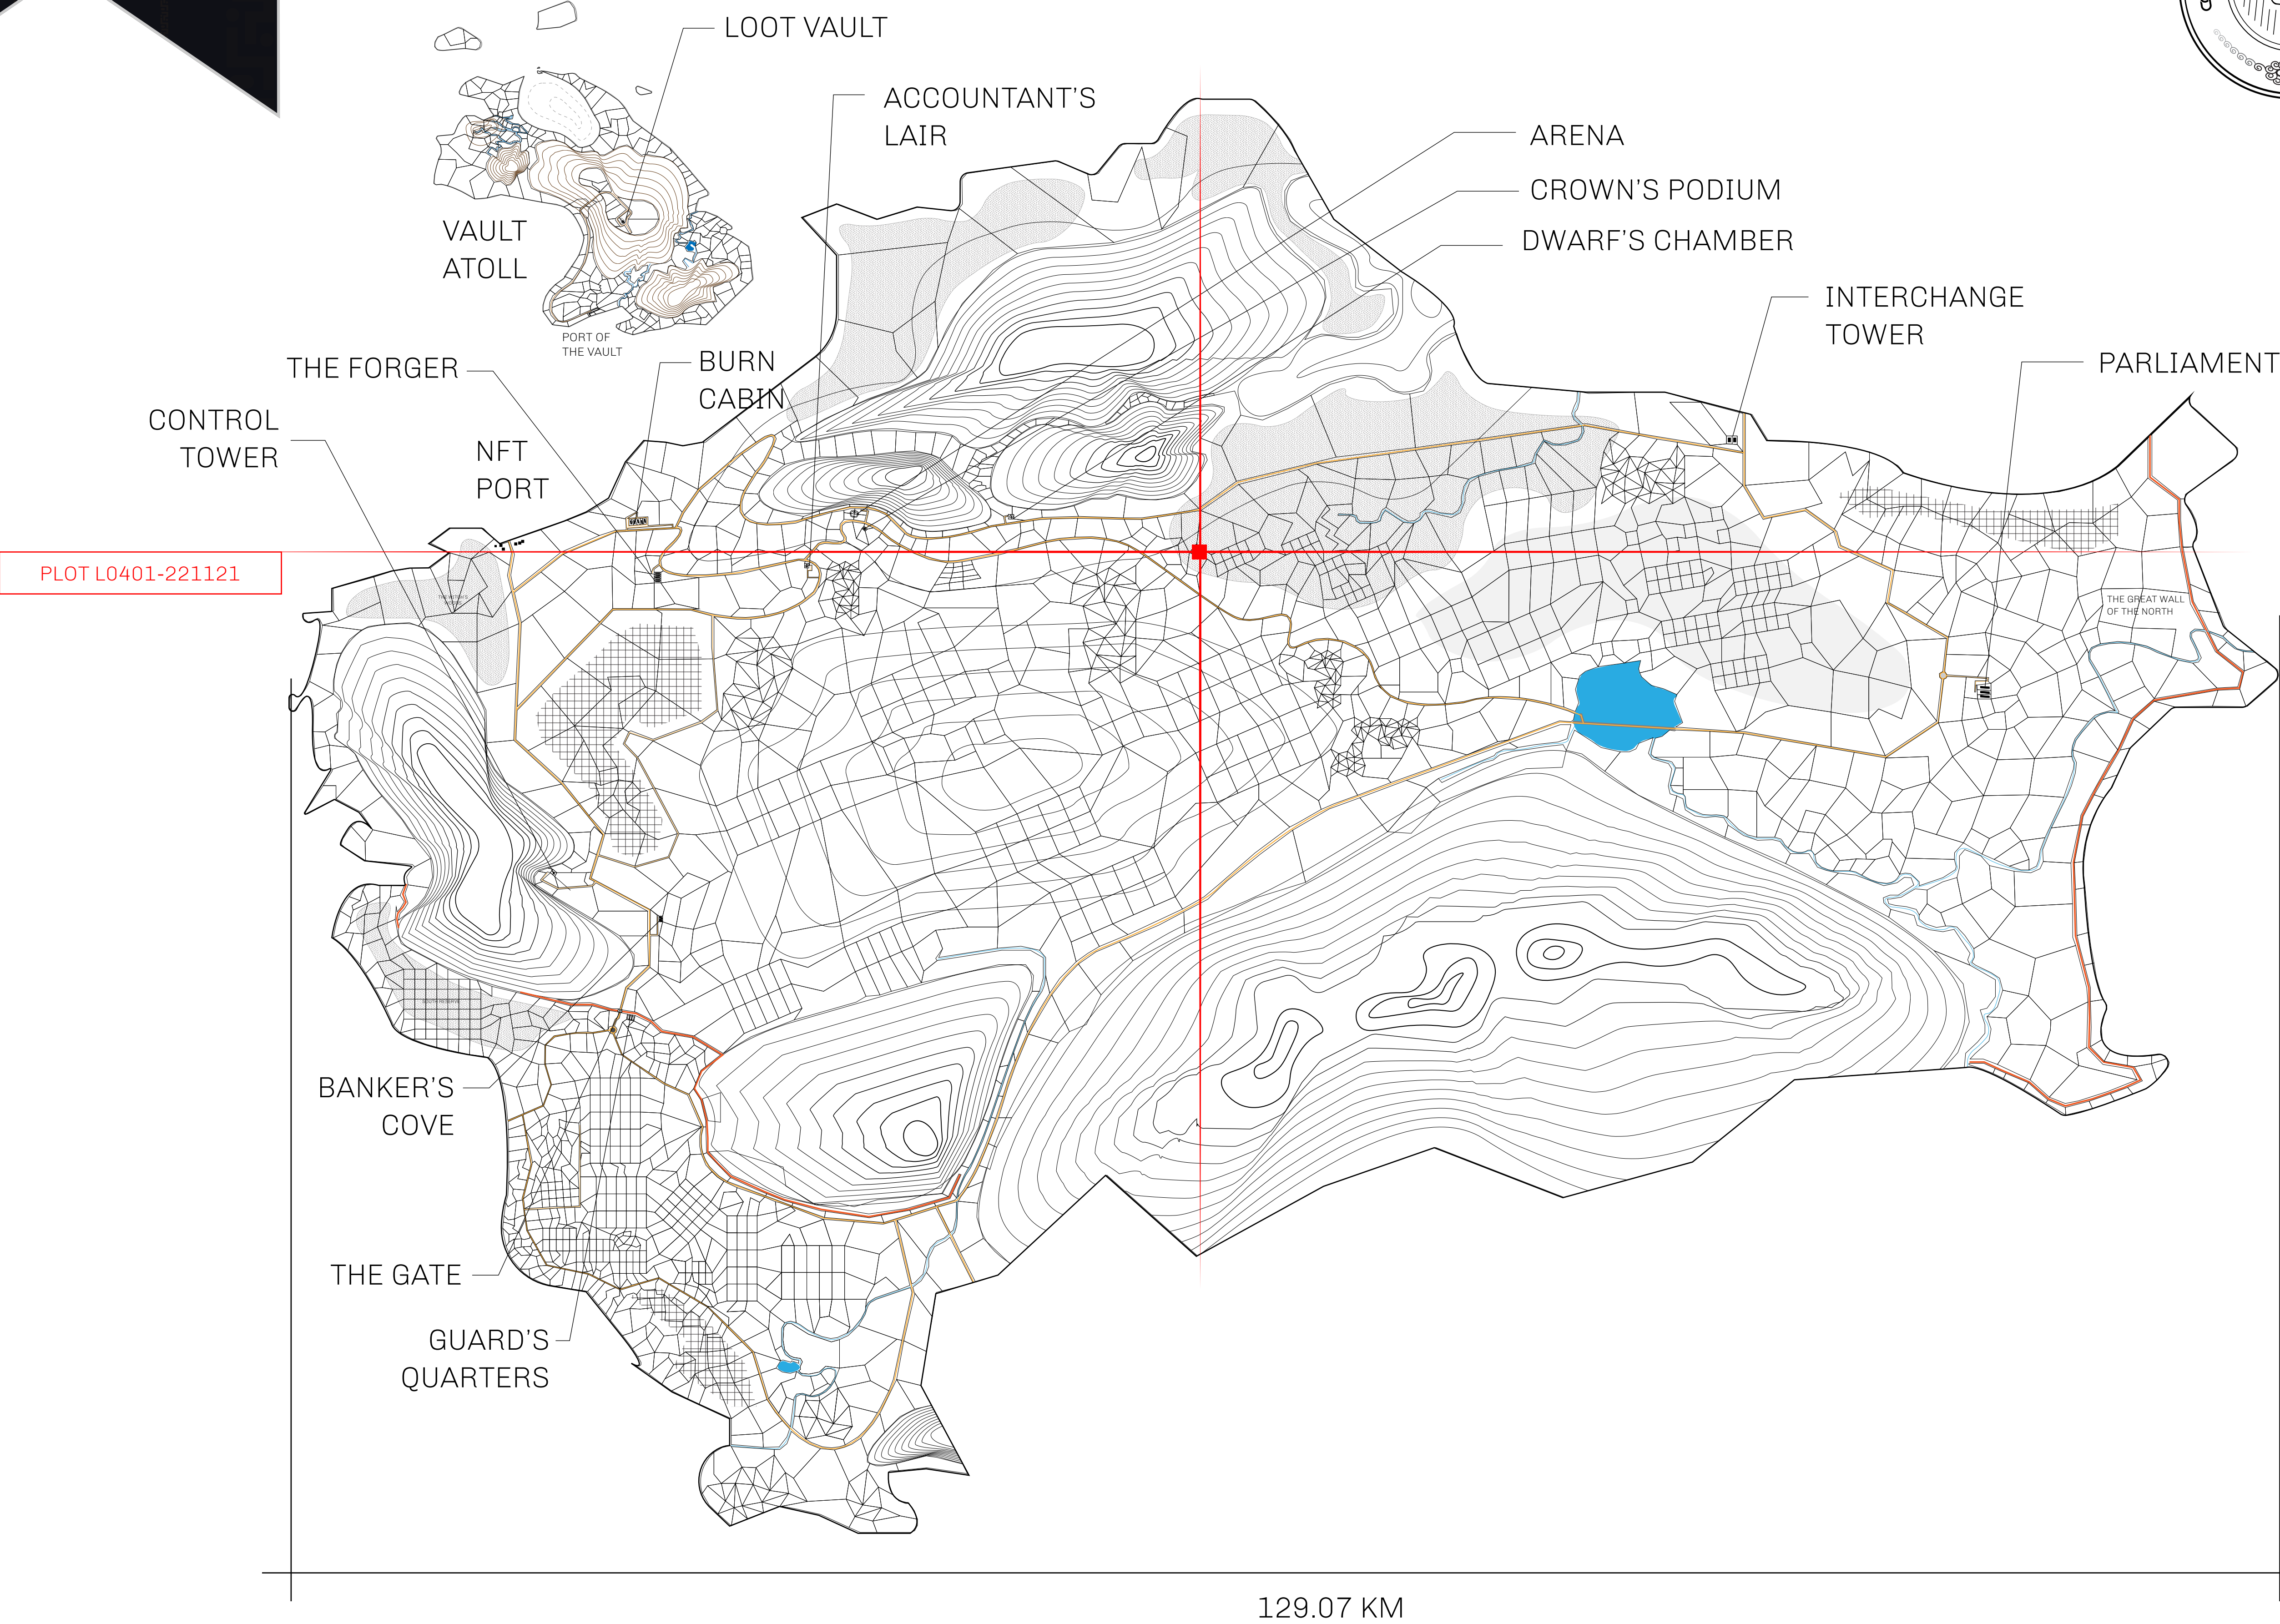 LOOT VAULT
ACCOUNTANT'S
LAIR
ARENA
CROWN'S PODIUM
DWARF'S CHAMBER
VAULT
ATOLL
INTERCHANGE
TOWER
PORT OF
THE VAULT
THE FORGER
BURN
CABIN
PARLIAMENT
CONTROL
TOWER
NFT
PORT
PLOT L0401-221121
THE GREAT WALL
OF THE NORTH
SOUTH RESERVE
BANKER'S
COVE
THE GATE
GUARD'S
QUARTERS
129.07 KM